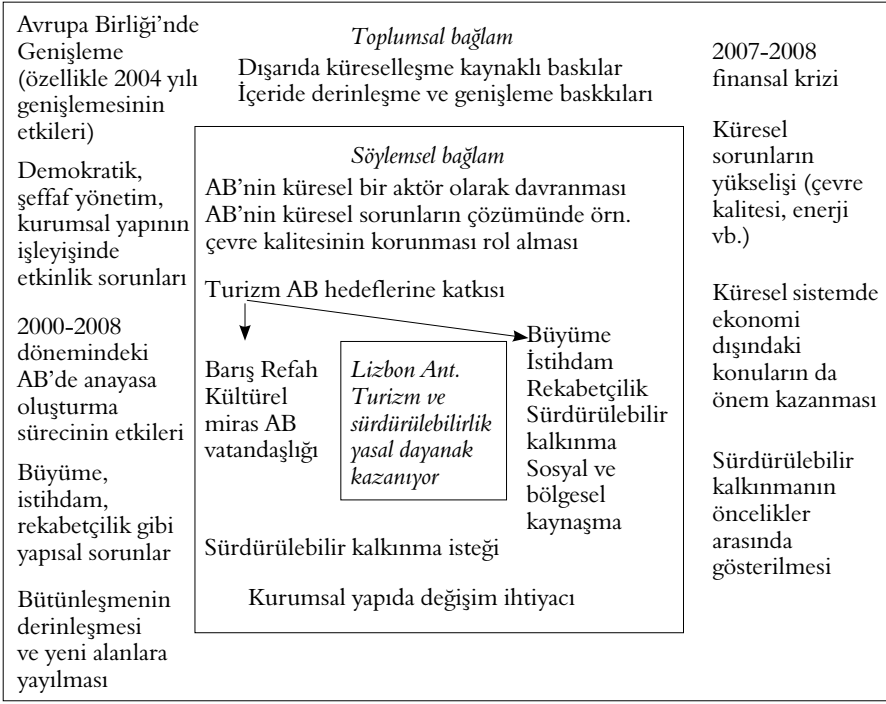 Avrupa Birliği’nde
Genişleme
(özellikle 2004 yılı
genişlemesinin
etkileri)
Demokratik,
şeffaf yönetim,
kurumsal yapının
işleyişinde
etkinlik sorunları
2000-2008
dönemindeki
AB’de anayasa
oluşturma
sürecinin etkileri
Büyüme,
istihdam,
rekabetçilik gibi
yapısal sorunlar
Bütünleşmenin
derinleşmesi
ve yeni alanlara
yayılması
Toplumsal bağlam
Dışarıda küreselleşme kaynaklı baskılar
İçeride derinleşme ve genişleme baskkıları
Söylemsel bağlam
AB’nin küresel bir aktör olarak davranması
AB’nin küresel sorunların çözümünde örn.
çevre kalitesinin korunması rol alması
Turizm AB hedeflerine katkısı
Barış Refah
Kültürel
miras AB
vatandaşlığı
Lizbon Ant.
Turizm ve
sürdürülebilirlik
yasal dayanak
kazanıyor
Büyüme
İstihdam
Rekabetçilik
Sürdürülebilir
kalkınma
Sosyal ve
bölgesel
kaynaşma
Sürdürülebilir kalkınma isteği
Kurumsal yapıda değişim ihtiyacı
2007-2008
finansal krizi
Küresel
sorunların
yükselişi (çevre
kalitesi, enerji
vb.)
Küresel sistemde
ekonomi
dışındaki
konuların da
önem kazanması
Sürdürülebilir
kalkınmanın
öncelikler
arasında
gösterilmesi